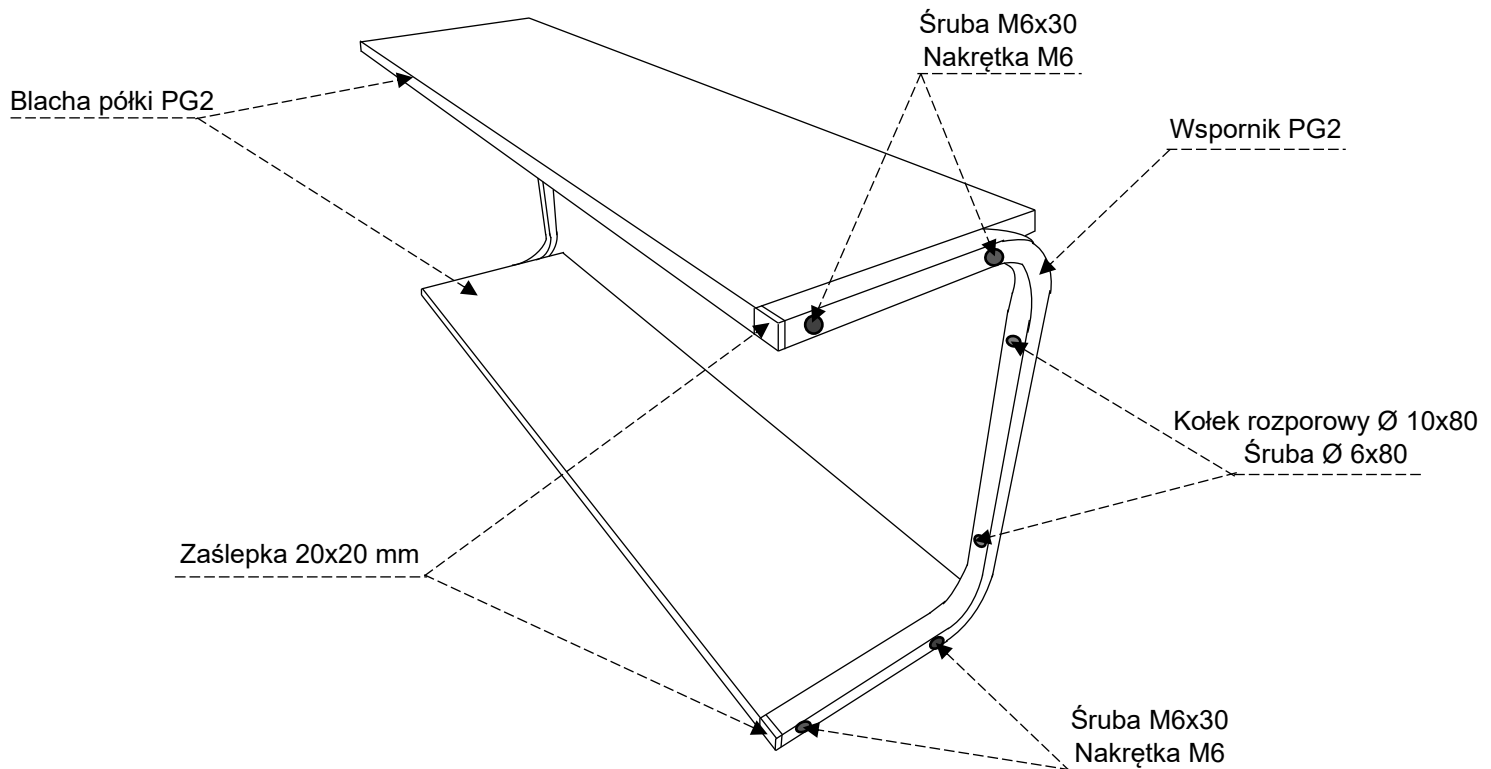 Śruba M6x30
Nakrętka M6
Blacha półki PG2
Wspornik PG2
Kołek rozporowy Ø 10x80
Śruba Ø 6x80
Zaślepka 20x20 mm
Śruba M6x30
Nakrętka M6